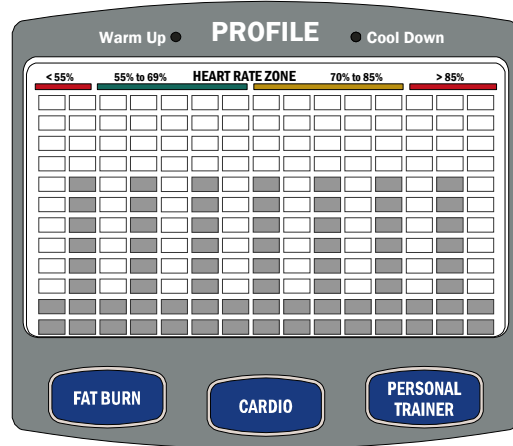 Warm Up PROFILE Cool Down
< 55% 55% to 69% HEART RATE ZONE 70% to 85% > 85%
FAT BURN
CARDIO
PERSONAL
TRAINER